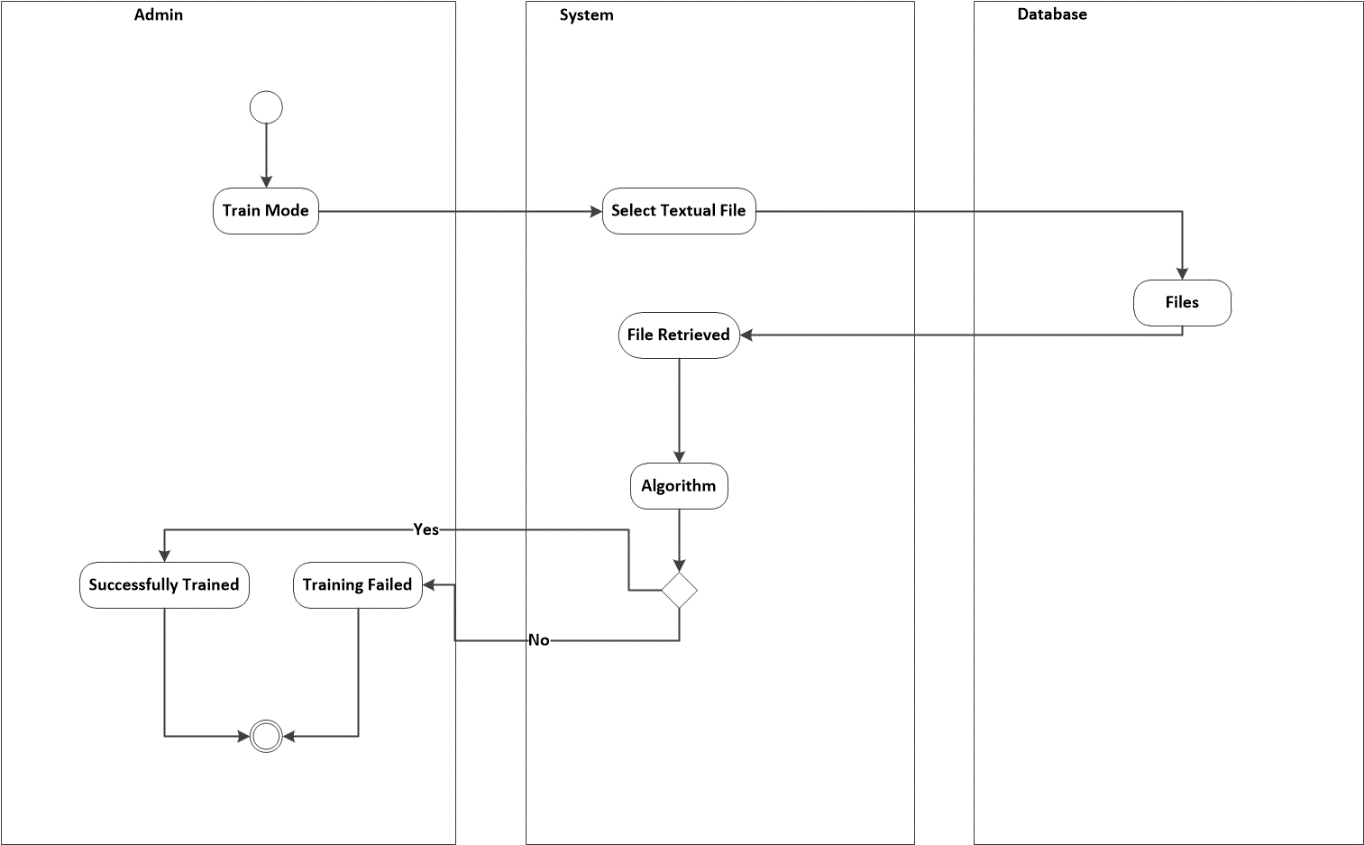 Admin
System
Database
Train Mode
Select Textual File
Files
File Retrieved
Algorithm
Yes
Successfully Trained
Training Failed
No